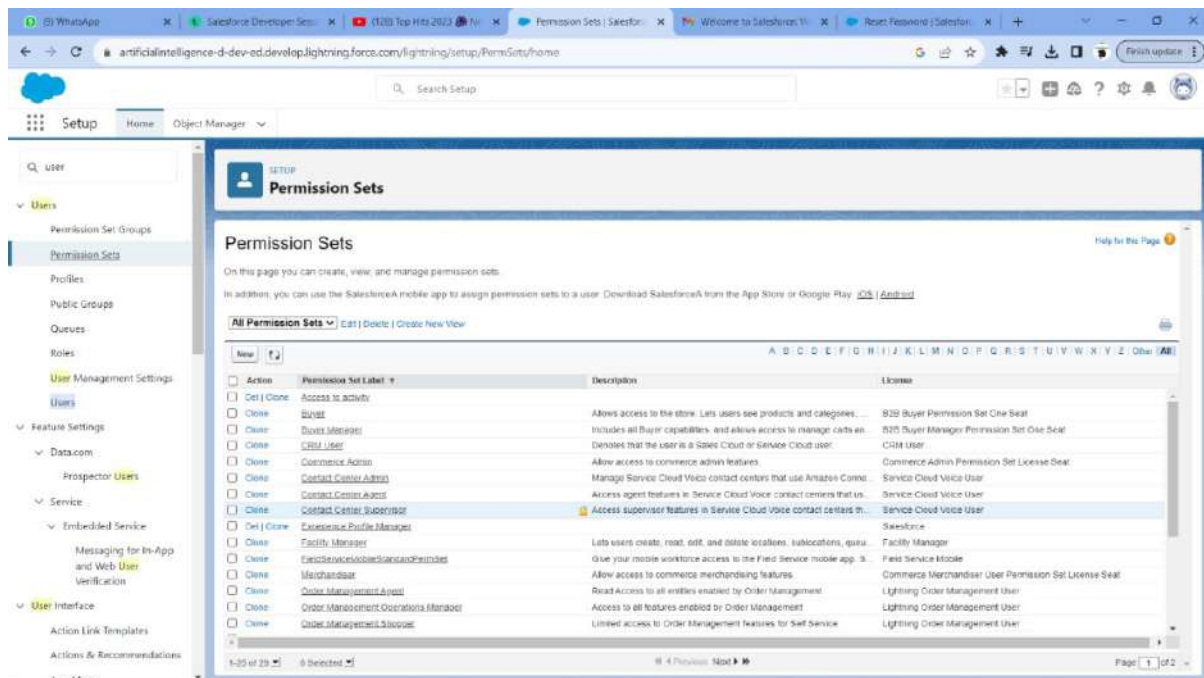 (9) WhatsApp
Salesforce Developer
(128) Top Hits 2023
Permission Sets | Salesfor
Welcome to Salesforce:
Reset Password | Salesfor
artificialintelligence-d-dev-ed.develop.lightning.force.com/lightning/setup/PermSets/home
Finish update
Search Setup
Setup
Home
Object Manager
user
Users
Permission Set Groups
Permission Sets
Profiles
Public Groups
Queues
Roles
User Management Settings
Users
Feature Settings
Data.com
Prospector Users
Service
Embedded Service
Messaging for In-App
and Web User
Verification
User Interface
Action Link Templates
Actions & Recommendations
SETUP
Permission Sets
Permission Sets
Help for this Page
On this page you can create, view, and manage permission sets.
In addition, you can use the SalesforceA mobile app to assign permission sets to a user. Download SalesforceA from the App Store or Google Play: iOS | Android
All Permission Sets Edit | Delete | Create New View
New
A B C D E F G H I J K L M N O P Q R S T U V W X Y Z Other All
Action Permission Set Label Description License
Del | Clone Access to activity
Clone Buyer Allows access to the store. Lets users see products and categories, ... B2B Buyer Permission Set One Seat
Clone Buyer Manager Includes all Buyer capabilities, and allows access to manage carts an... B2B Buyer Manager Permission Set One Seat
Clone CRM User Denotes that the user is a Sales Cloud or Service Cloud user. CRM User
Clone Commerce Admin Allow access to commerce admin features. Commerce Admin Permission Set License Seat
Clone Contact Center Admin Manage Service Cloud Voice contact centers that use Amazon Conne... Service Cloud Voice User
Clone Contact Center Agent Access agent features in Service Cloud Voice contact centers that us... Service Cloud Voice User
Clone Contact Center Supervisor Access supervisor features in Service Cloud Voice contact centers th... Service Cloud Voice User
Del | Clone Experience Profile Manager Salesforce
Clone Facility Manager Lets users create, read, edit, and delete locations, sublocations, queu... Facility Manager
Clone FieldServiceMobileStandardPermSet Give your mobile workforce access to the Field Service mobile app. S... Field Service Mobile
Clone Merchandiser Allow access to commerce merchandising features. Commerce Merchandiser User Permission Set License Seat
Clone Order Management Agent Read Access to all entities enabled by Order Management Lightning Order Management User
Clone Order Management Operations Manager Access to all features enabled by Order Management Lightning Order Management User
Clone Order Management Shopper Limited access to Order Management features for Self Service Lightning Order Management User
1-25 of 29 0 Selected Previous Next Page 1 of 2